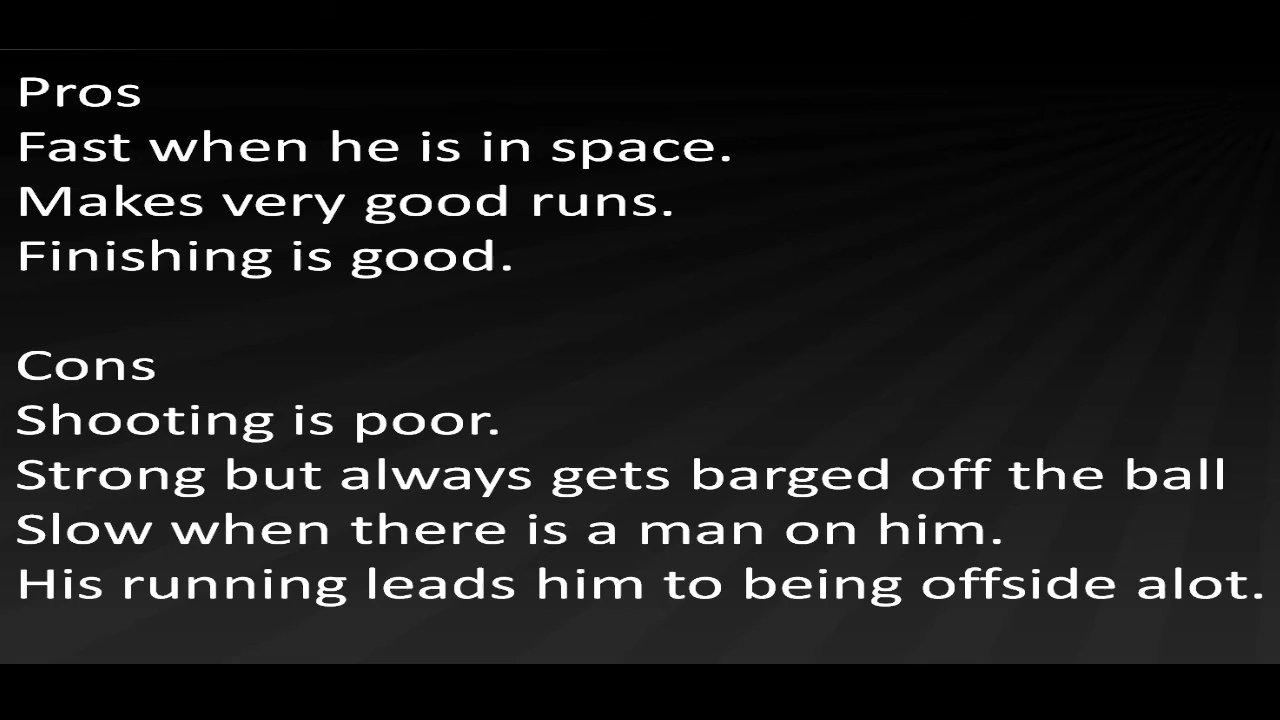 Pros
Fast when he is in space.
Makes very good runs.
Finishing is good.
Cons
Shooting is poor.
Strong but always gets barged off the ball
Slow when there is a man on him.
His running leads him to being offside alot.